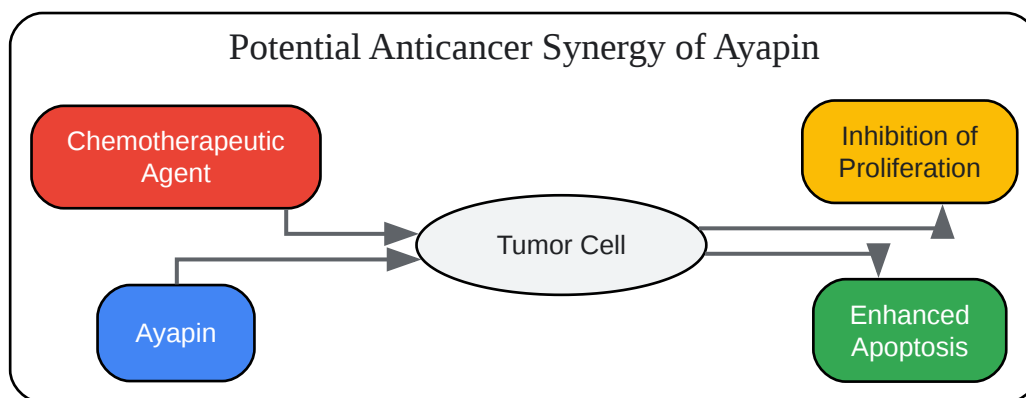 Potential Anticancer Synergy of Ayapin
Chemotherapeutic
Agent
Inhibition of
Proliferation
Tumor Cell
Ayapin
Enhanced
Apoptosis